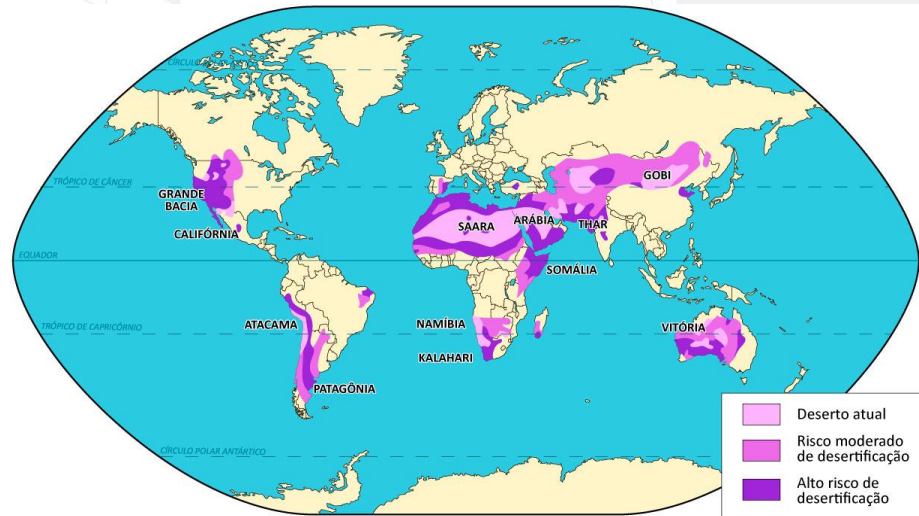 CÍRCULO POLAR
TRÓPICO DE CÂNCER
GRANDE
BACIA
CALIFÓRNIA
GOBI
SAARA
ARÁBIA
THAR
EQUADOR
SOMÁLIA
ATACAMA
TRÓPICO DE CAPRICÓRNIO
NAMÍBIA
VITÓRIA
KALAHARI
PATAGÔNIA
CÍRCULO POLAR ANTÁRTICO
Deserto atual
Risco moderado
de desertificação
Alto risco de
desertificação